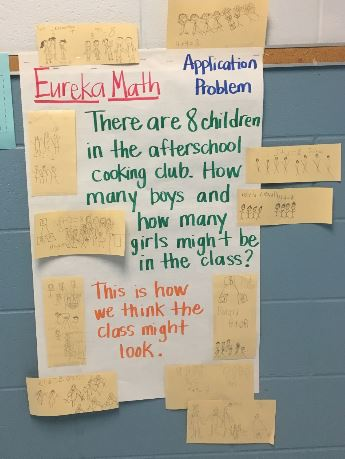 Eureka Math
Application
Problem
There are 8 children
in the afterschool
cooking club. How
many boys and
how many
girls might be
in the class?
This is how
we think the
class might
look.